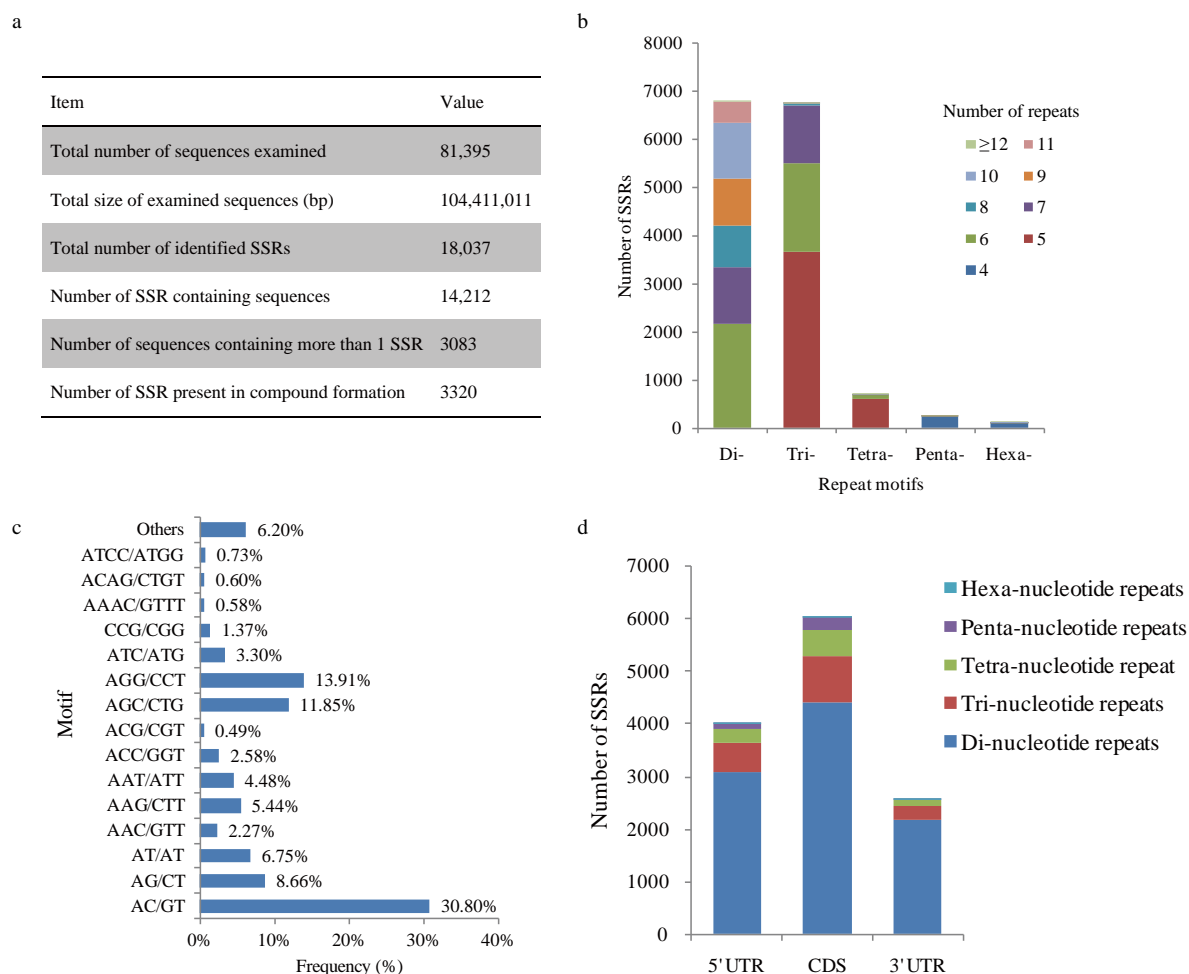 a
Item Value
Total number of sequences examined 81,395
Total size of examined sequences (bp) 104,411,011
Total number of identified SSRs 18,037
Number of SSR containing sequences 14,212
Number of sequences containing more than 1 SSR 3083
Number of SSR present in compound formation 3320
b
8000
7000
6000
5000
4000
3000
2000
1000
0
Number of SSRs
Number of repeats
≥12 11
10 9
8 7
6 5
4
Di- Tri- Tetra- Penta- Hexa-
Repeat motifs
c
Motif
Others 6.20%
ATCC/ATGG 0.73%
ACAG/CTGT 0.60%
AAAC/GTTT 0.58%
CCG/CGG 1.37%
ATC/ATG 3.30%
AGG/CCT 13.91%
AGC/CTG 11.85%
ACG/CGT 0.49%
ACC/GGT 2.58%
AAT/ATT 4.48%
AAG/CTT 5.44%
AAC/GTT 2.27%
AT/AT 6.75%
AG/CT 8.66%
AC/GT 30.80%
0% 10% 20% 30% 40%
Frequency (%)
d
7000
6000
5000
4000
3000
2000
1000
0
Number of SSRs
Hexa-nucleotide repeats
Penta-nucleotide repeats
Tetra-nucleotide repeat
Tri-nucleotide repeats
Di-nucleotide repeats
5'UTR CDS 3'UTR